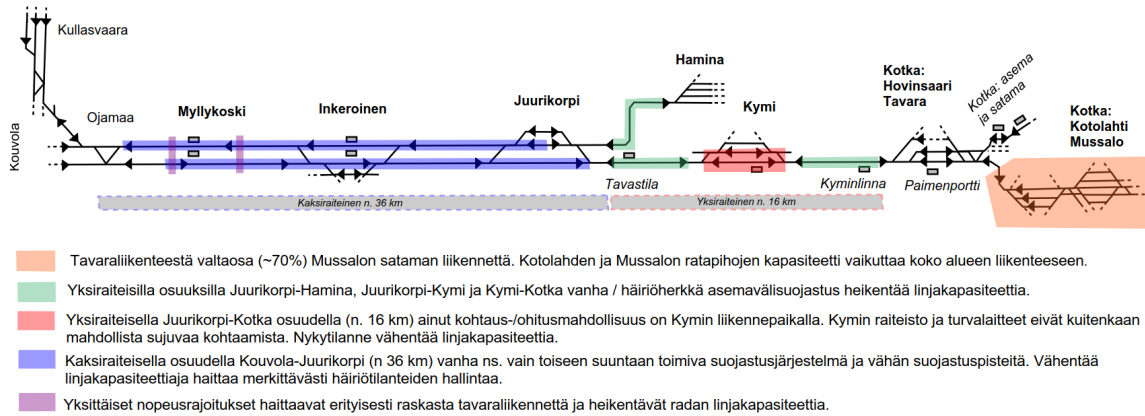 Kullasvaara
Ojamaa
Kouvola
Myllykoski
Inkeroinen
Juurikorpi
Hamina
Tavastila
Kymi
Kyminlinna
Kotka:
Hovinsaari
Tavara
Paimenportti
Kotka: asema
ja satama
Kotka:
Kotolahti
Mussalo
Kaksiraiteinen n. 36 km
Yksiraiteinen n. 16 km
Tavaraliikenteestä valtaosa (~70%) Mussalon sataman liikennettä. Kotolahden ja Mussalon ratapihojen kapasiteetti vaikuttaa koko alueen liikenteeseen.
Yksiraiteisilla osuuksilla Juurikorpi-Hamina, Juurikorpi-Kymi ja Kymi-Kotka vanha / häiriöherkkä asemavälisuojastus heikentää linjakapasiteettia.
Yksiraiteisella Juurikorpi-Kotka osuudella (n. 16 km) ainut kohtaus-/ohitusmahdollisuus on Kymin liikennepaikalla. Kymin raiteisto ja turvalaitteet eivät kuitenkaan
mahdollista sujuvaa kohtaamista. Nykytilanne vähentää linjakapasiteettia.
Kaksiraiteisella osuudella Kouvola-Juurikorpi (n 36 km) vanha ns. vain toiseen suuntaan toimiva suojastusjärjestelmä ja vähän suojastuspisteitä. Vähentää
linjakapasiteettiaja haittaa merkittävästi häiriötilanteiden hallintaa.
Yksittäiset nopeusrajoitukset haittaavat erityisesti raskasta tavaraliikennettä ja heikentävät radan linjakapasiteettia.